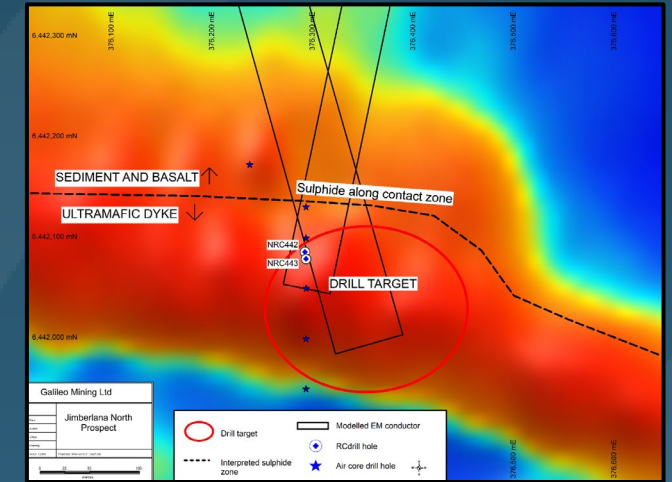 6,442,300 mN
376,100 mE
376,200 mE
376,300 mE
376,400 mE
376,500 mE
376,600 mE
6,442,200 mN
SEDIMENT AND BASALT
Sulphide along contact zone
ULTRAMAFIC DYKE
6,442,100 mN
NRC442
NRC443
DRILL TARGET
6,442,000 mN
Galileo Mining Ltd
Jimberlana North
Prospect
Drill target
Interpreted sulphide
zone
Modelled EM conductor
RCdrill hole
Air core drill hole
376,500 mE
376,600 mE